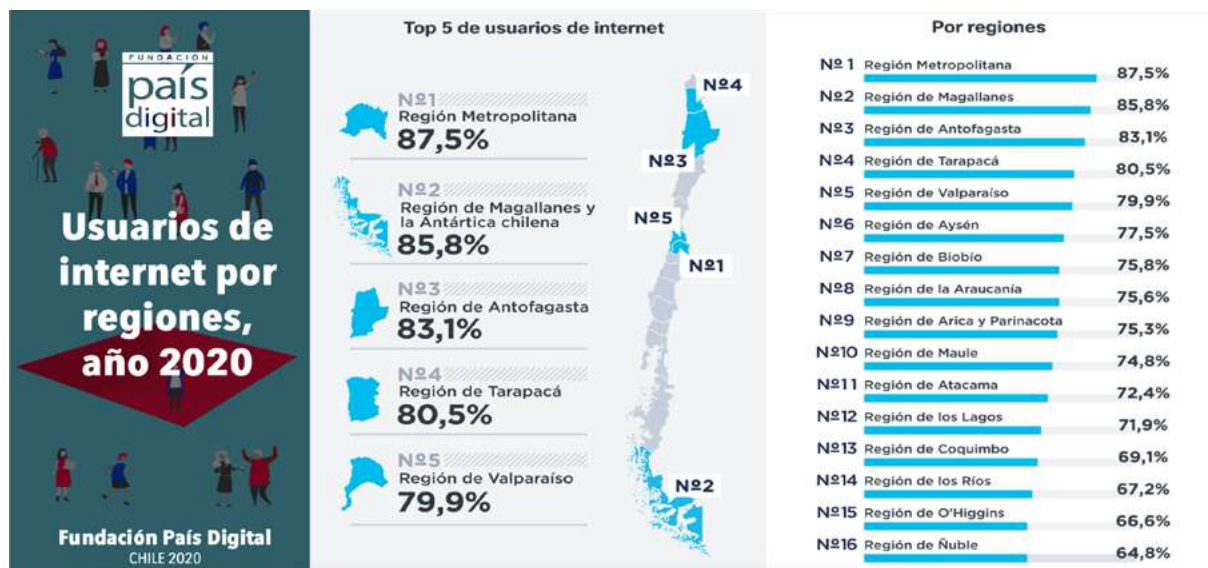 FUNDACIÓN
país
digital
Usuarios de
internet por
regiones,
año 2020
Fundación País Digital
CHILE 2020
Top 5 de usuarios de internet
Nº1
Región Metropolitana
87,5%
Nº2
Región de Magallanes y
la Antártica chilena
85,8%
Nº3
Región de Antofagasta
83,1%
Nº4
Región de Tarapacá
80,5%
Nº5
Región de Valparaíso
79,9%
Nº4
Nº3
Nº5
Nº1
Nº2
Por regiones
Nº1 Región Metropolitana 87,5%
Nº2 Región de Magallanes 85,8%
Nº3 Región de Antofagasta 83,1%
Nº4 Región de Tarapacá 80,5%
Nº5 Región de Valparaíso 79,9%
Nº6 Región de Aysén 77,5%
Nº7 Región de Biobío 75,8%
Nº8 Región de la Araucanía 75,6%
Nº9 Región de Arica y Parinacota 75,3%
Nº10 Región de Maule 74,8%
Nº11 Región de Atacama 72,4%
Nº12 Región de los Lagos 71,9%
Nº13 Región de Coquimbo 69,1%
Nº14 Región de los Ríos 67,2%
Nº15 Región de O'Higgins 66,6%
Nº16 Región de Ñuble 64,8%